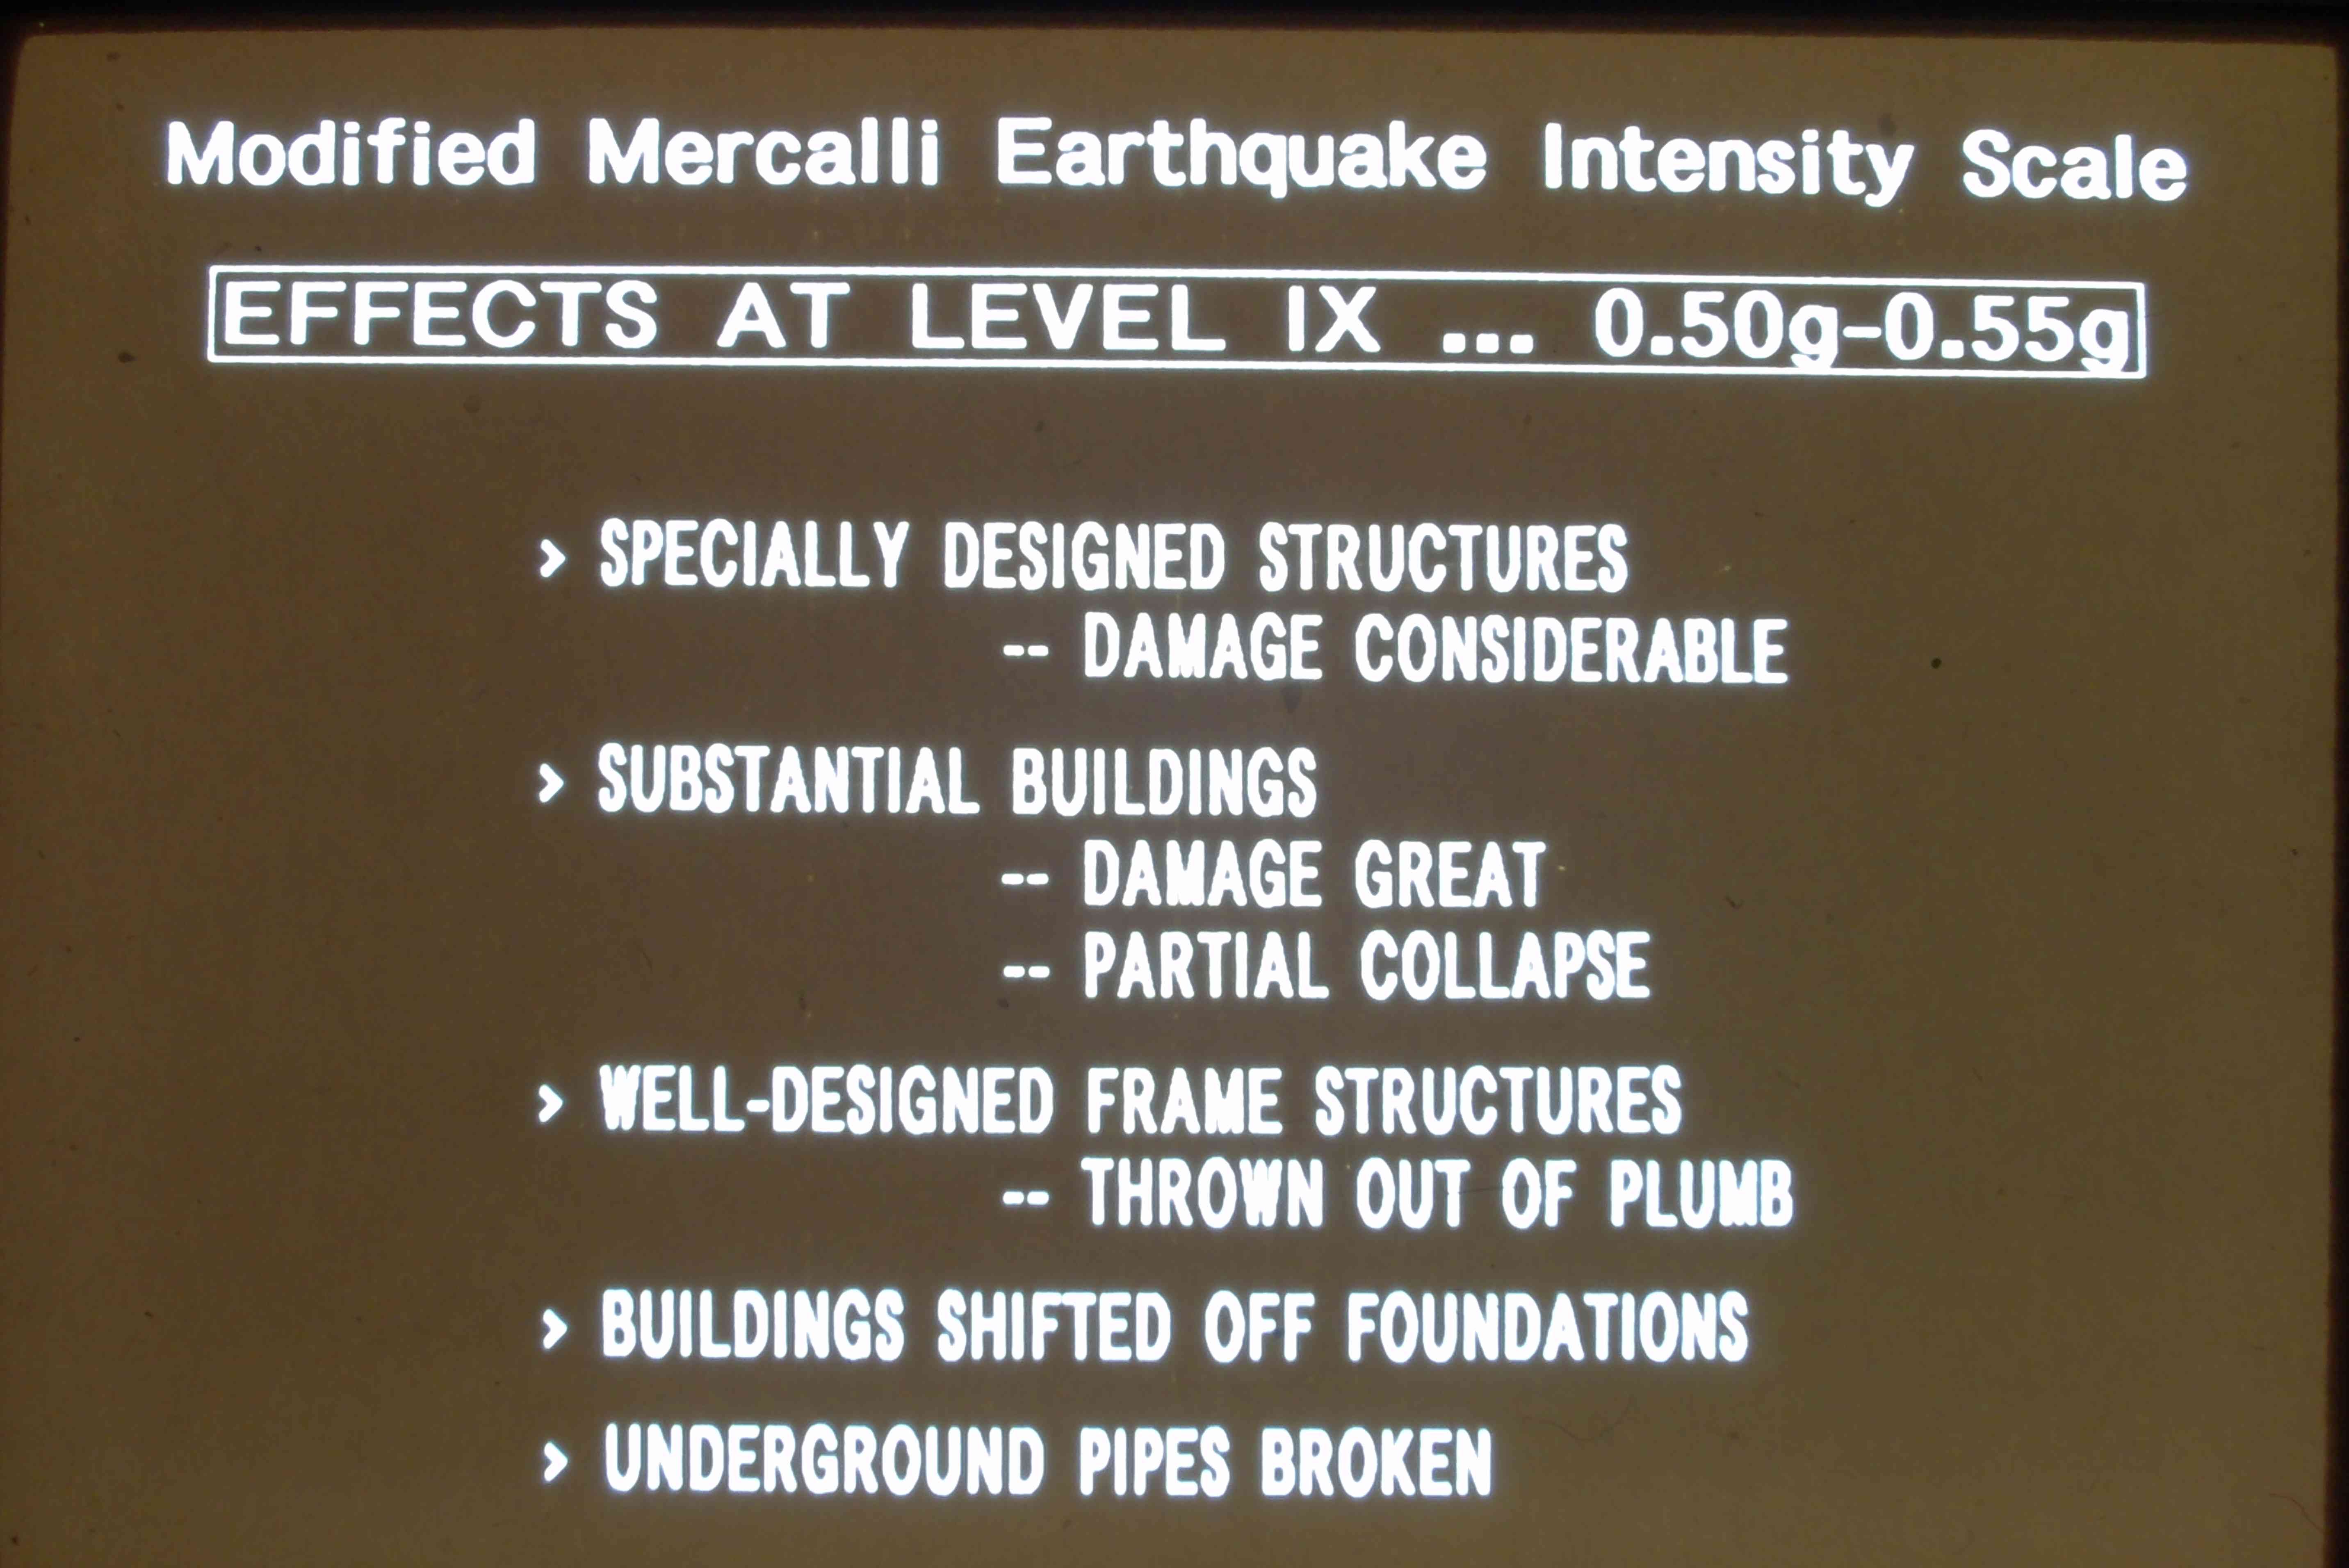 Modified Mercalli Earthquake Intensity Scale
EFFECTS AT LEVEL IX ... 0.50g-0.55g
> SPECIALLY DESIGNED STRUCTURES
-- DAMAGE CONSIDERABLE
> SUBSTANTIAL BUILDINGS
-- DAMAGE GREAT
-- PARTIAL COLLAPSE
> WELL-DESIGNED FRAME STRUCTURES
-- THROWN OUT OF PLUMB
> BUILDINGS SHIFTED OFF FOUNDATIONS
> UNDERGROUND PIPES BROKEN